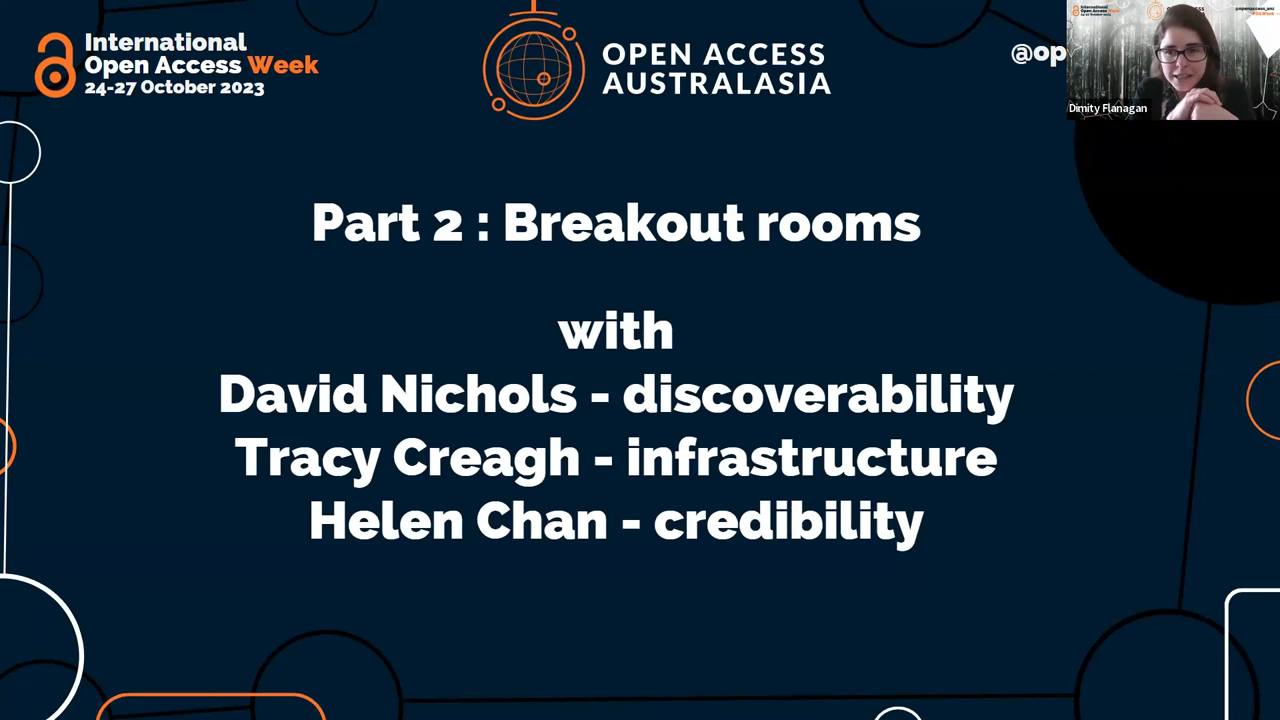 International
Open Access Week
24-27 October 2023
OPEN ACCESS
AUSTRALASIA
@op
Dimity Flanagan
Part 2 : Breakout rooms
with
David Nichols - discoverability
Tracy Creagh - infrastructure
Helen Chan - credibility